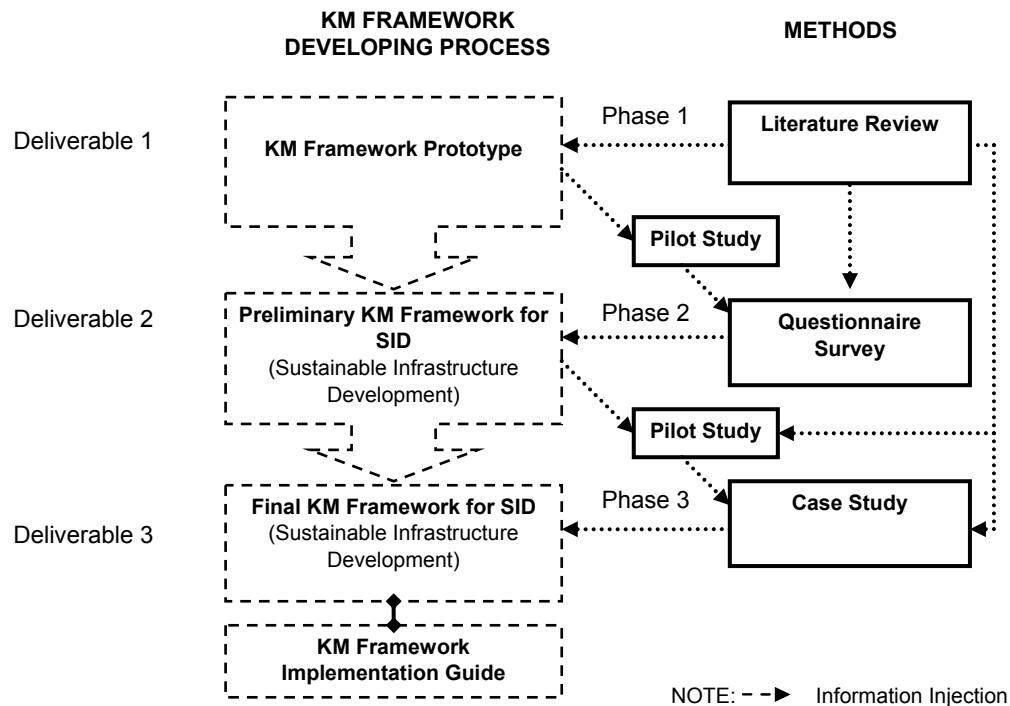 KM FRAMEWORK
DEVELOPING PROCESS
METHODS
Deliverable 1
KM Framework Prototype
Phase 1
Literature Review
Pilot Study
Deliverable 2
Preliminary KM Framework for
SID
(Sustainable Infrastructure
Development)
Phase 2
Questionnaire
Survey
Pilot Study
Deliverable 3
Final KM Framework for SID
(Sustainable Infrastructure
Development)
Phase 3
Case Study
KM Framework
Implementation Guide
NOTE: Information Injection